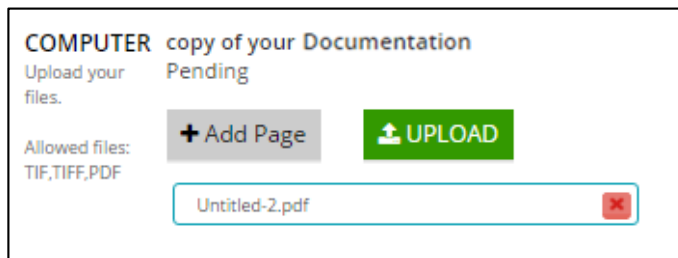 COMPUTER
Upload your
files.
Allowed files:
TIF,TIFF,PDF
copy of your Documentation
Pending
Add Page
UPLOAD
Untitled-2.pdf